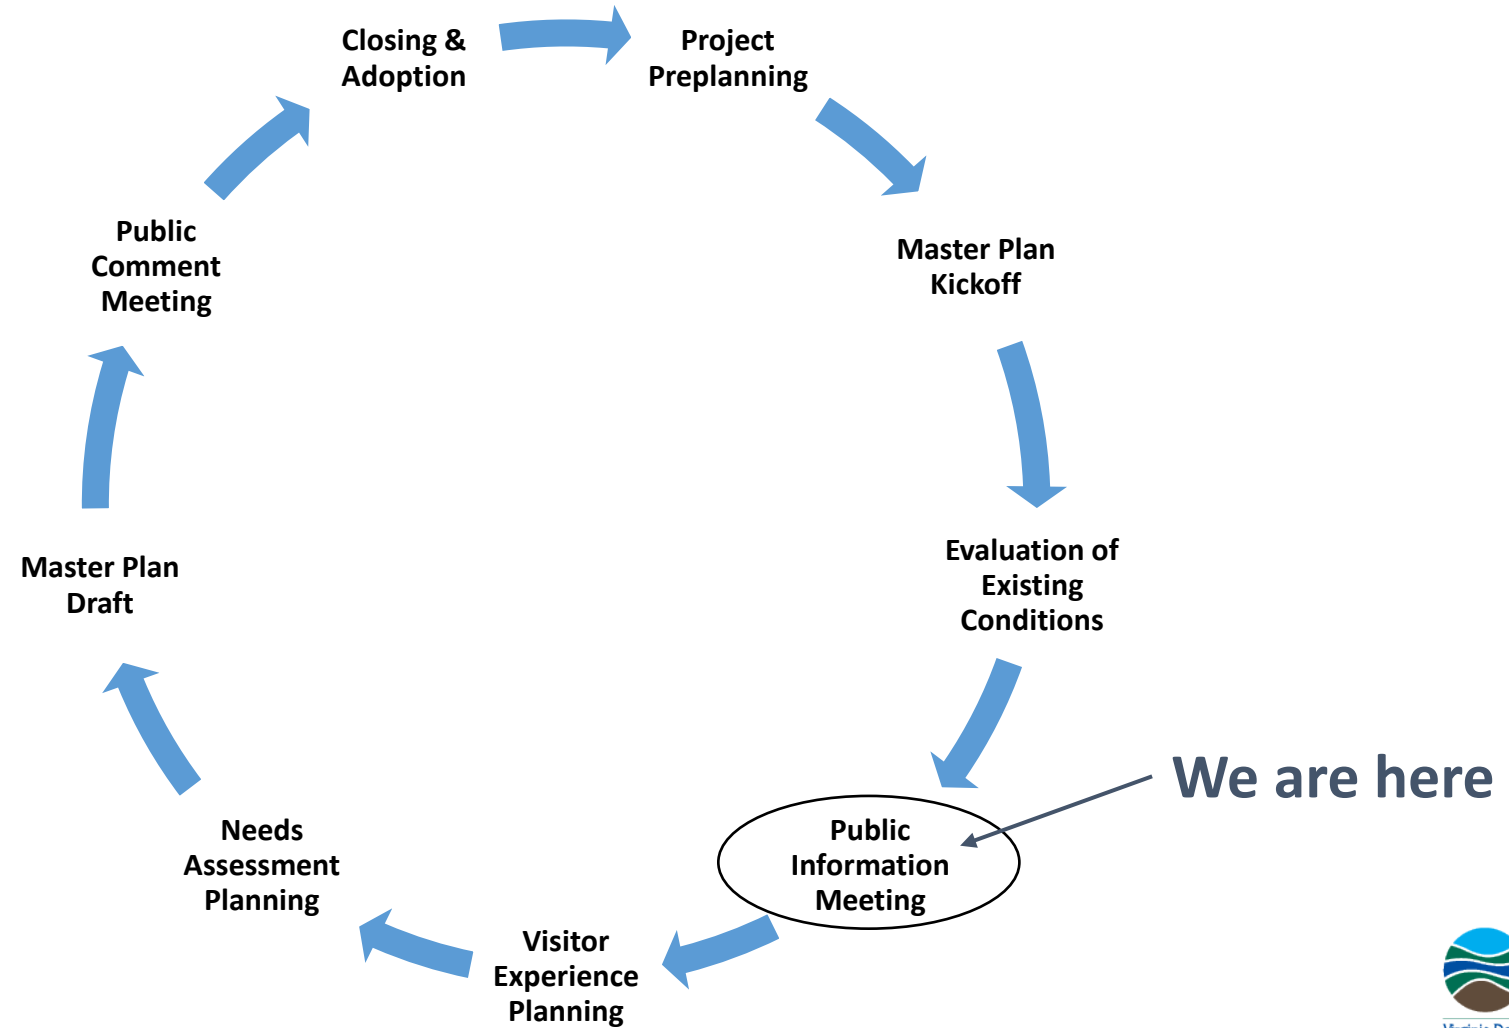 Closing &
Adoption
Project
Preplanning
Master Plan
Kickoff
Evaluation of
Existing
Conditions
We are here
Public
Information
Meeting
Visitor
Experience
Planning
Needs
Assessment
Planning
Master Plan
Draft
Public
Comment
Meeting